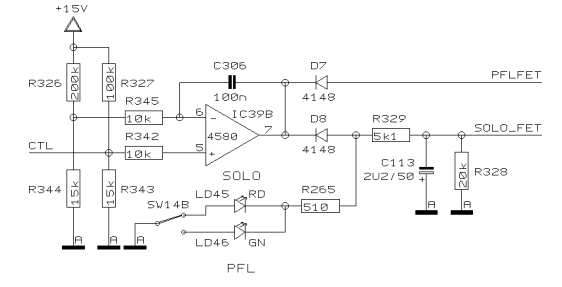 +15V
C306
D7
R326
200k
100k
R327
PFLFET
R345
100n
IC39B
4148
10k
6
-
D8
R329
R342
4580
7
SOLO_FET
CTL
10k
5
+
4148
5k1
C113
SOLO
2U2/50
+
20k
R328
R344
15k
15k
R343
LD45
RD
R265
SW14B
510
A
A
A
A
A
LD46
GN
PFL